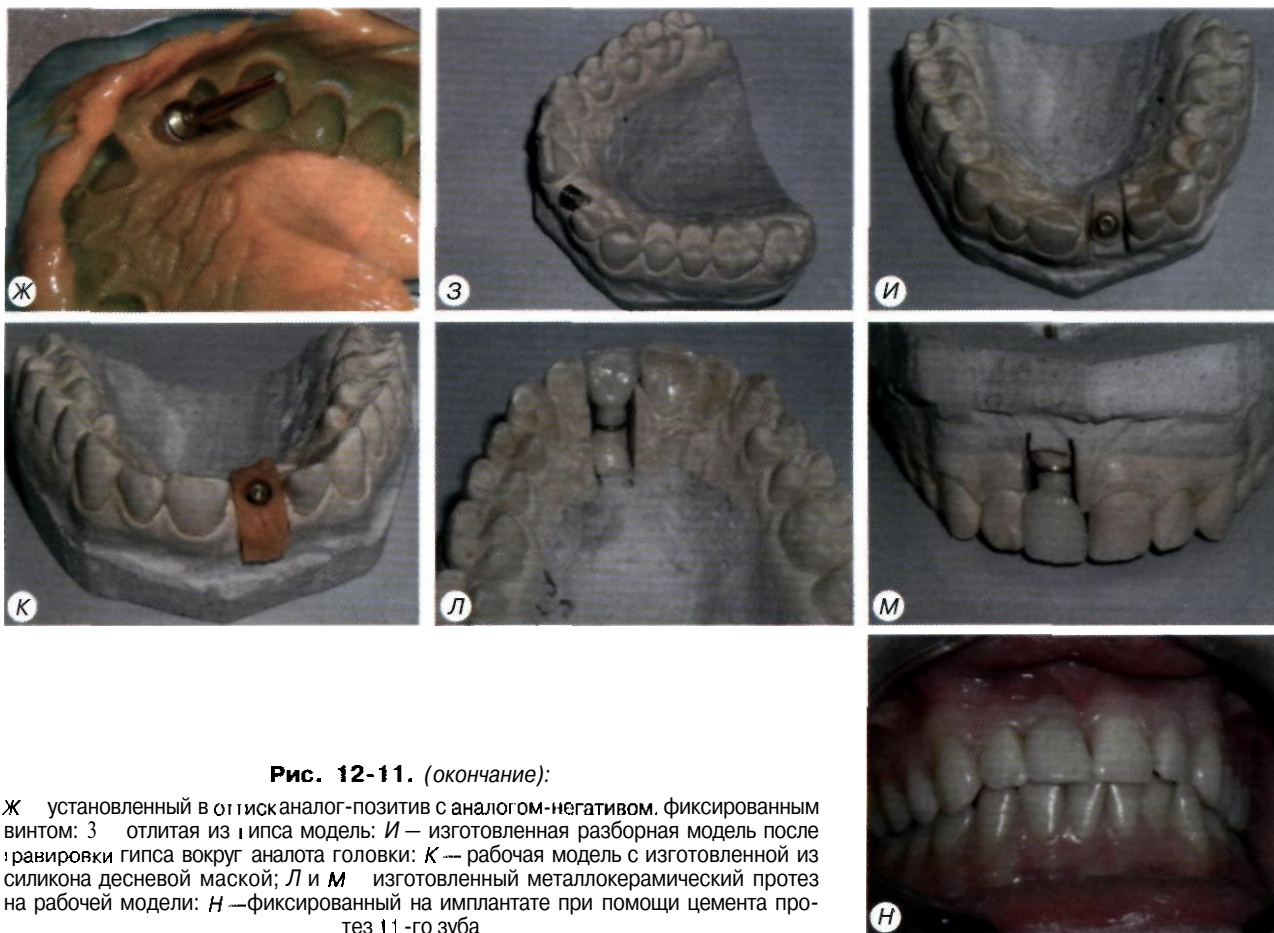 Ж
З
И
К
Л
М
Н
Рис. 12-11. (окончание):
Ж установленный в оттиск аналог-позитив с аналогом-негативом. фиксированным
винтом: З отлитая из гипса модель: И — изготовленная разборная модель после
гравировки гипса вокруг аналота головки: К — рабочая модель с изготовленной из
силикона десневой маской; Л и М изготовленный металлокерамический протез
на рабочей модели: Н —фиксированный на имплантате при помощи цемента про-
тез 11-го зуба